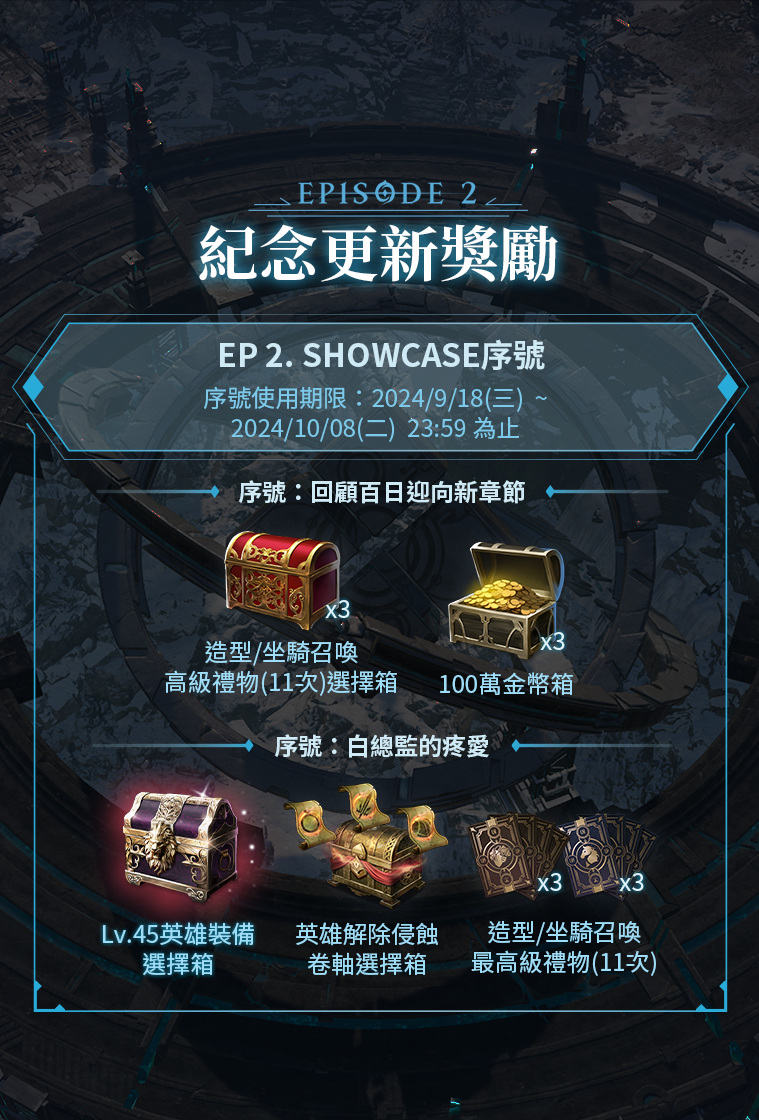 EPISODE 2
紀念更新獎勵
EP 2. SHOWCASE序號
序號使用期限：2024/9/18(三) ~
2024/10/08(二) 23:59 為止
序號：回顧百日迎向新章節
x3
x3
造型/坐騎召喚
高級禮物(11次)選擇箱
100萬金幣箱
序號：白總監的疼愛
x3
x3
Lv.45英雄裝備
選擇箱
英雄解除侵蝕
卷軸選擇箱
造型/坐騎召喚
最高級禮物(11次)